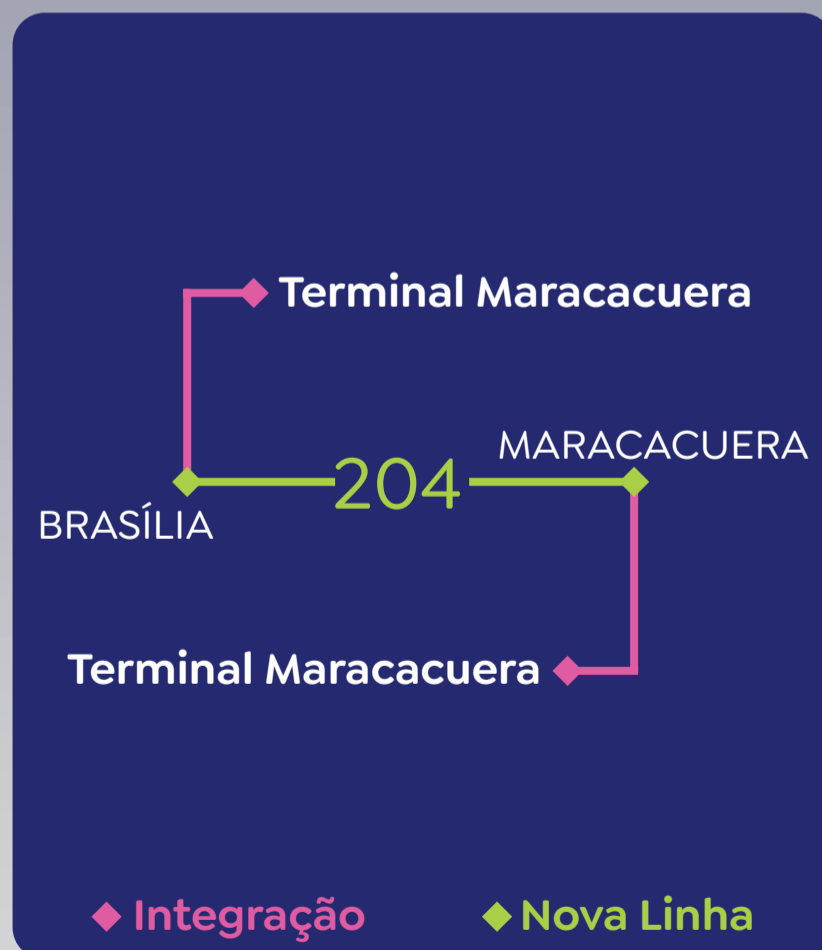 Terminal Maracacuera
MARACACUERA
204
BRASÍLIA
Terminal Maracacuera
Integração
Nova Linha